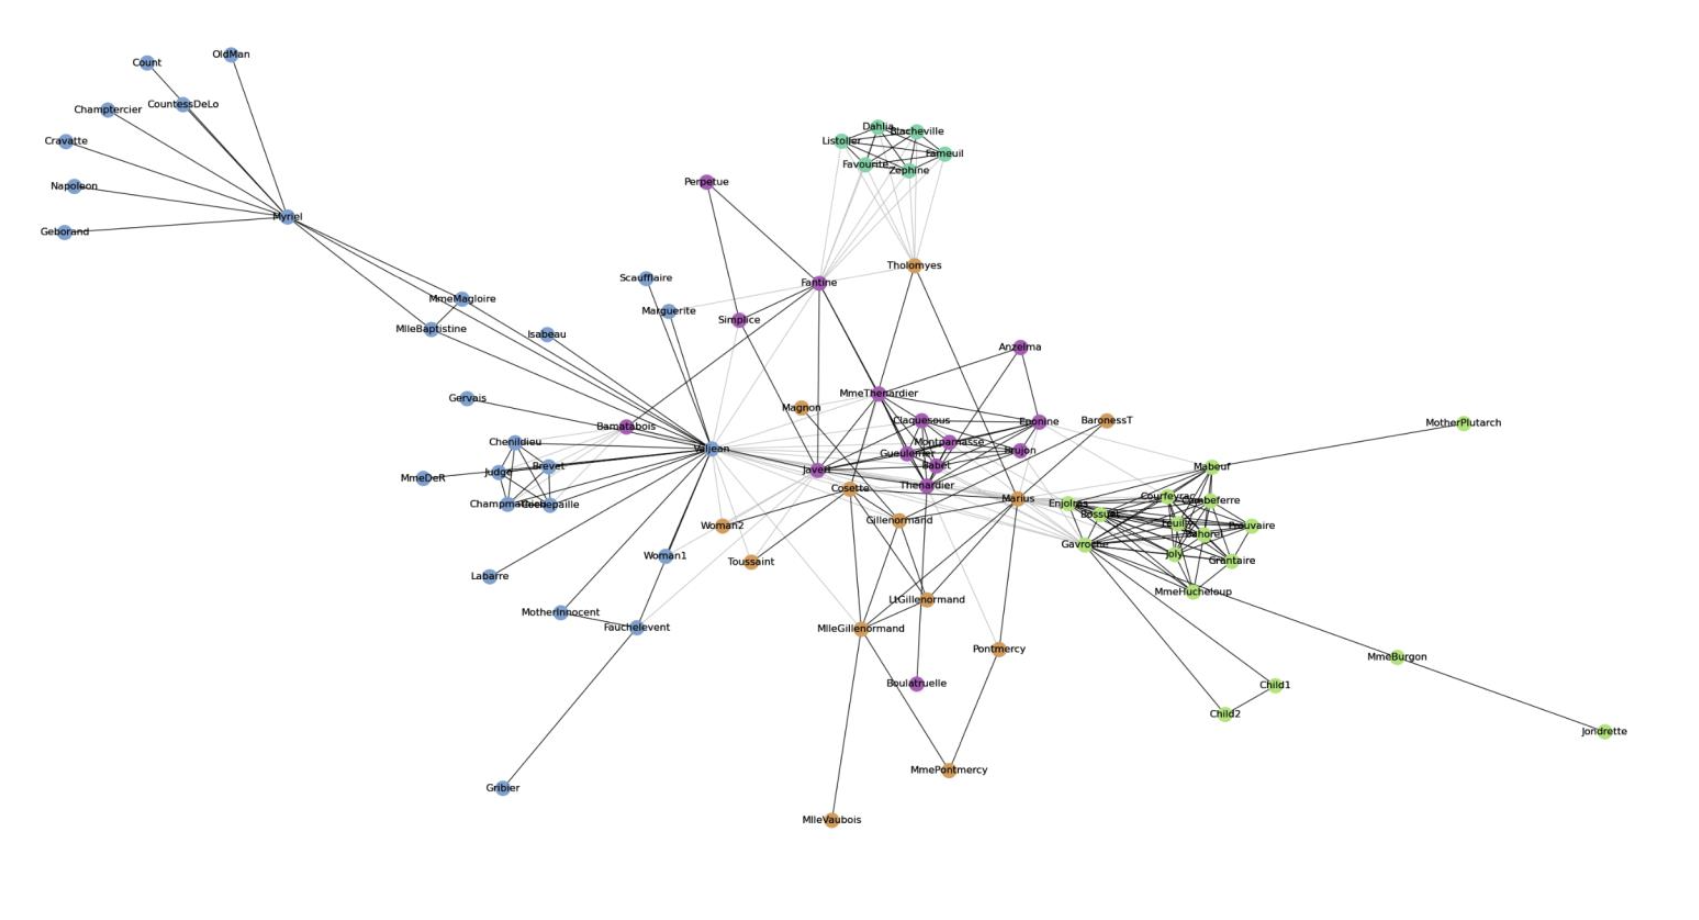 OldMan
Count
CountessDeLo
Champtercier
Cravatte
Napoleon
Myriel
Geborand
Dahlia
Blacheville
Listolier
Fameuil
Favourite
Zephine
Perpetue
Tholomyes
Scaufflaire
Fantine
MmeMagloire
Marguerite
Simplice
MlleBaptistine
Isabeau
Anzelma
MmeThenardier
Gervais
Magnon
Claquesous
Eponine
BaronessT
MotherPlutarch
Bamatabois
Chenildieu
Montparnasse
Valjean
Gueulemer
Brujon
Brevet
Babet
Mabeuf
Judge
Javert
MmeDeR
Thenardier
Cosette
Marius
Courfeyrac
Combeferre
Champmathieu
Cochepaille
Enjolras
Bossuet
Gillenormand
Feuilly
Prouvaire
Woman2
Bahorel
Gavroche
Woman1
Joly
Toussaint
Grantaire
Labarre
MmeHucheloup
LtGillenormand
MotherInnocent
Fauchelevent
MlleGillenormand
Pontmercy
MmeBurgon
Boulatruelle
Child1
Child2
Jondrette
MmePontmercy
Gribier
MlleVaubois